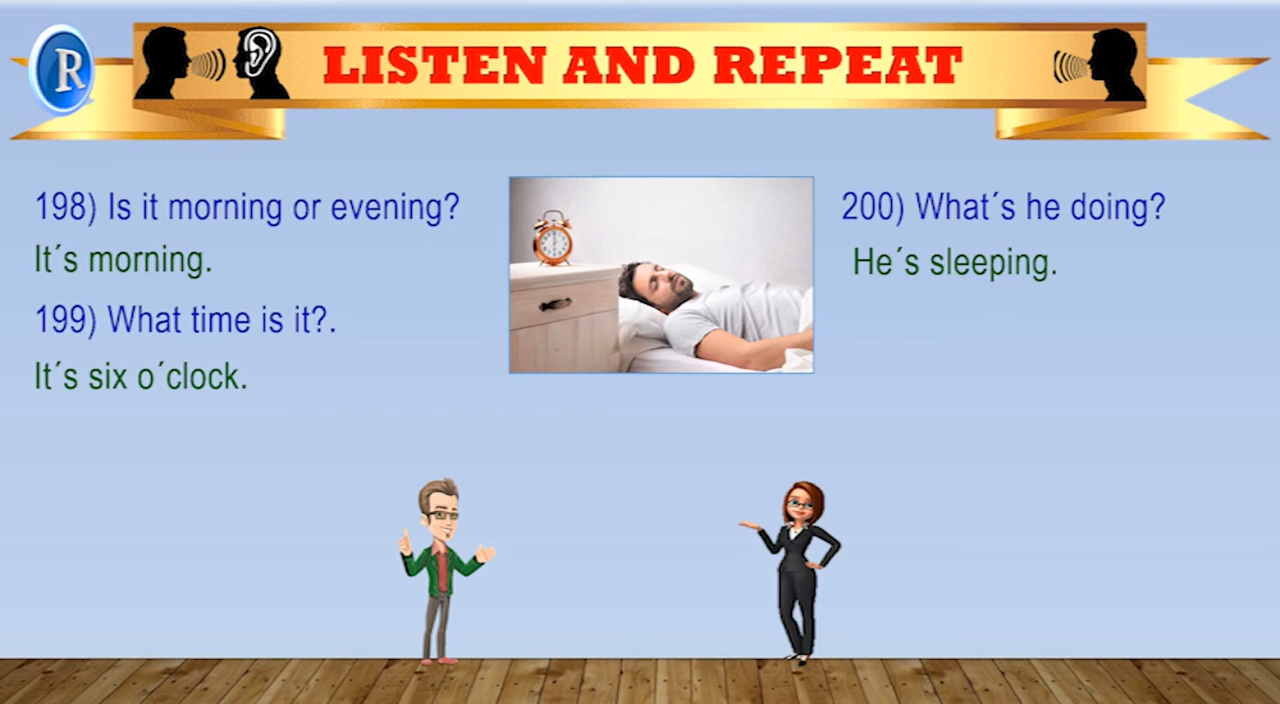 R
LISTEN AND REPEAT
198) Is it morning or evening?
It´s morning.
199) What time is it?.
It´s six o´clock.
200) What´s he doing?
He´s sleeping.